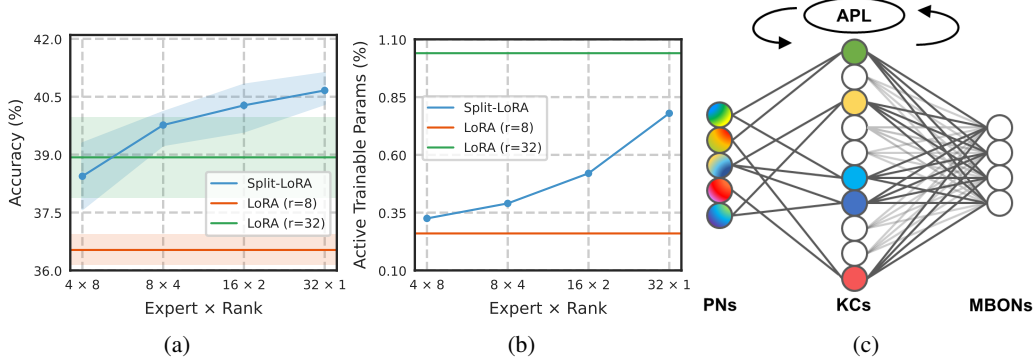 42.0
40.5
39.0
37.5
36.0
Accuracy (%)
Split-LoRA
LoRA (r=8)
LoRA (r=32)
4 × 8
8 × 4
16 × 2
32 × 1
Expert × Rank
(a)
1.10
0.85
0.60
0.35
0.10
Active Trainable Params (%)
Split-LoRA
LoRA (r=8)
LoRA (r=32)
4 × 8
8 × 4
16 × 2
32 × 1
Expert × Rank
(b)
APL
PNs
KCs
MBONs
(c)